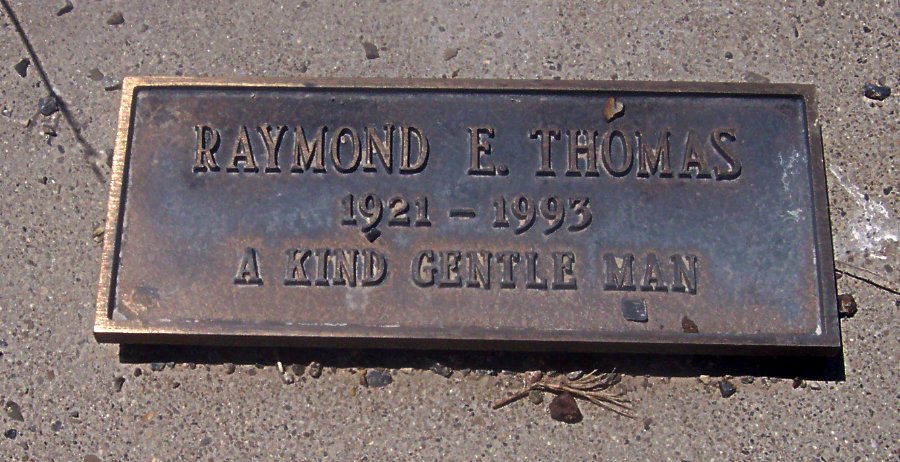 RAYMOND E. THOMAS
1921 – 1993
A KIND GENTLE MAN